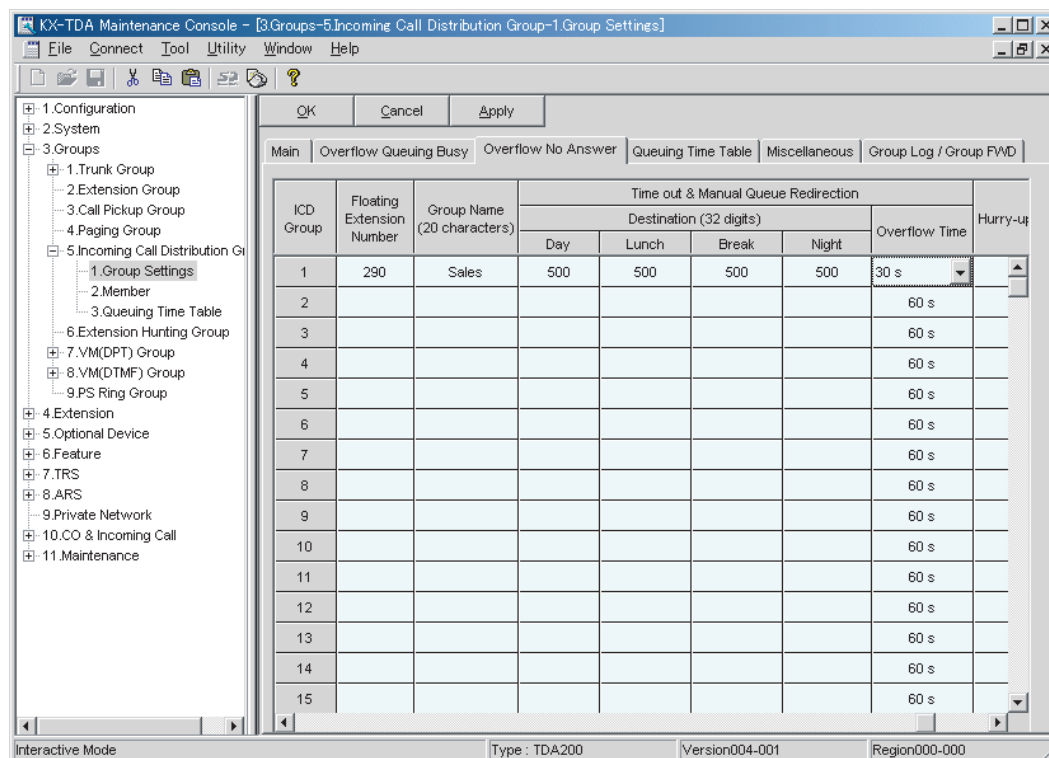 KX-TDA Maintenance Console - [3.Groups-5.Incoming Call Distribution Group-1.Group Settings]
File Connect Tool Utility Window Help
1.Configuration
2.System
3.Groups
1.Trunk Group
2.Extension Group
3.Call Pickup Group
4.Paging Group
5.Incoming Call Distribution Gr
1.Group Settings
2.Member
3.Queuing Time Table
6.Extension Hunting Group
7.VM(DPT) Group
8.VM(DTMF) Group
9.PS Ring Group
4.Extension
5.Optional Device
6.Feature
7.TRS
8.ARS
9.Private Network
10.CO & Incoming Call
11.Maintenance
OK Cancel Apply
Main Overflow Queuing Busy Overflow No Answer Queuing Time Table Miscellaneous Group Log / Group FWD
ICD Group
Floating Extension Number
Group Name (20 characters)
Time out & Manual Queue Redirection
Destination (32 digits)
Day Lunch Break Night
Overflow Time
Hurry-up
1 290 Sales 500 500 500 500 30 s
2 60 s
3 60 s
4 60 s
5 60 s
6 60 s
7 60 s
8 60 s
9 60 s
10 60 s
11 60 s
12 60 s
13 60 s
14 60 s
15 60 s
Interactive Mode Type : TDA200 Version004-001 Region000-000